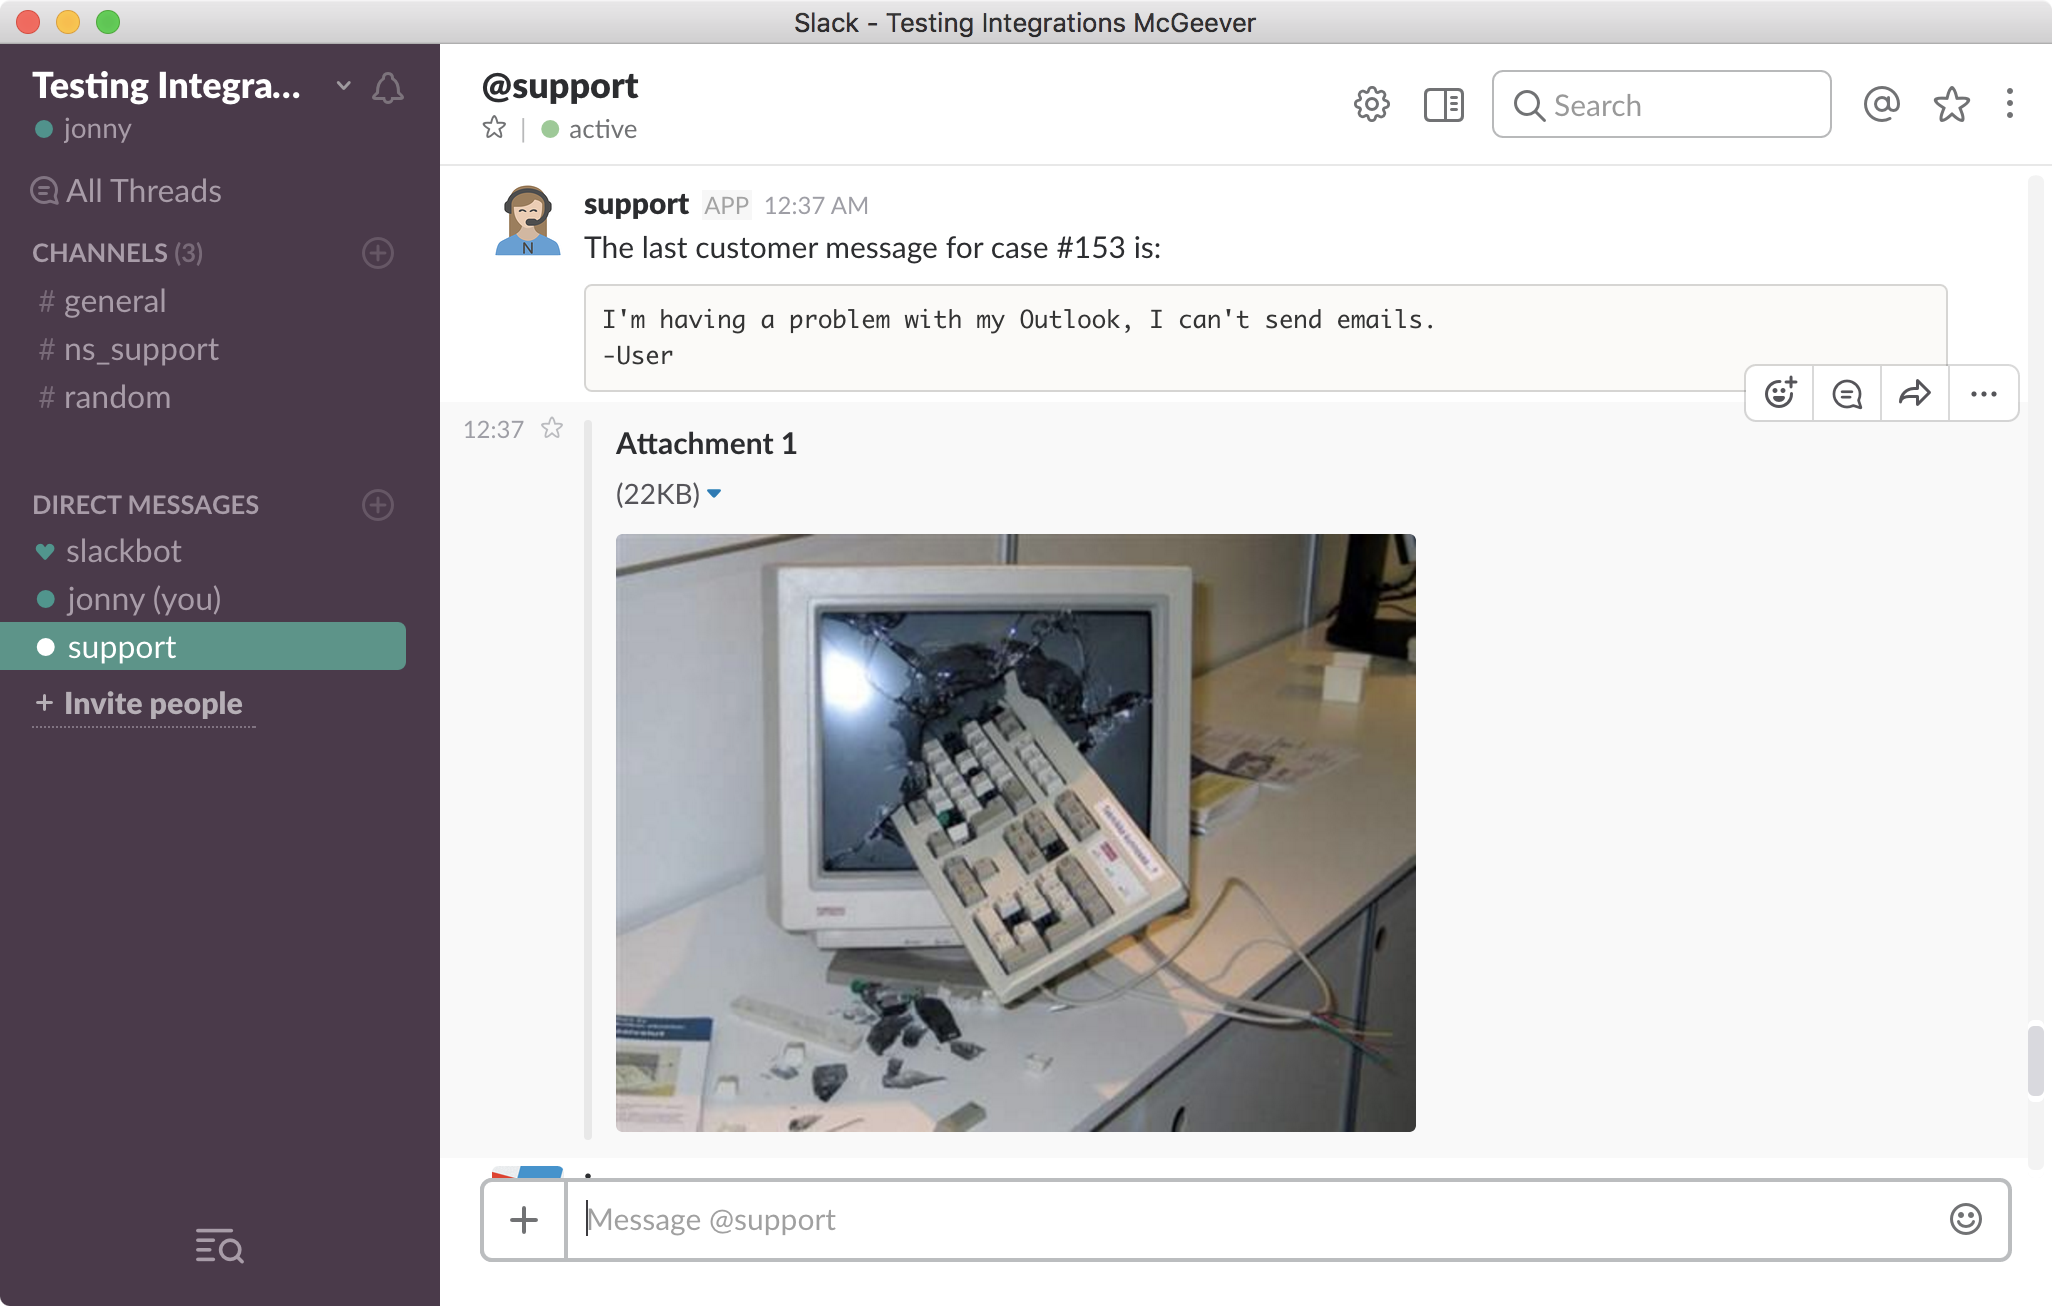 Slack - Testing Integrations McGeever
Testing Integra...
jonny
All Threads
CHANNELS (3)
# general
# ns_support
# random
DIRECT MESSAGES
slackbot
jonny (you)
support
+ Invite people
@support
active
Search
support APP 12:37 AM
N
The last customer message for case #153 is:
I'm having a problem with my Outlook, I can't send emails.
-User
12:37
Attachment 1
(22KB)
Message @support